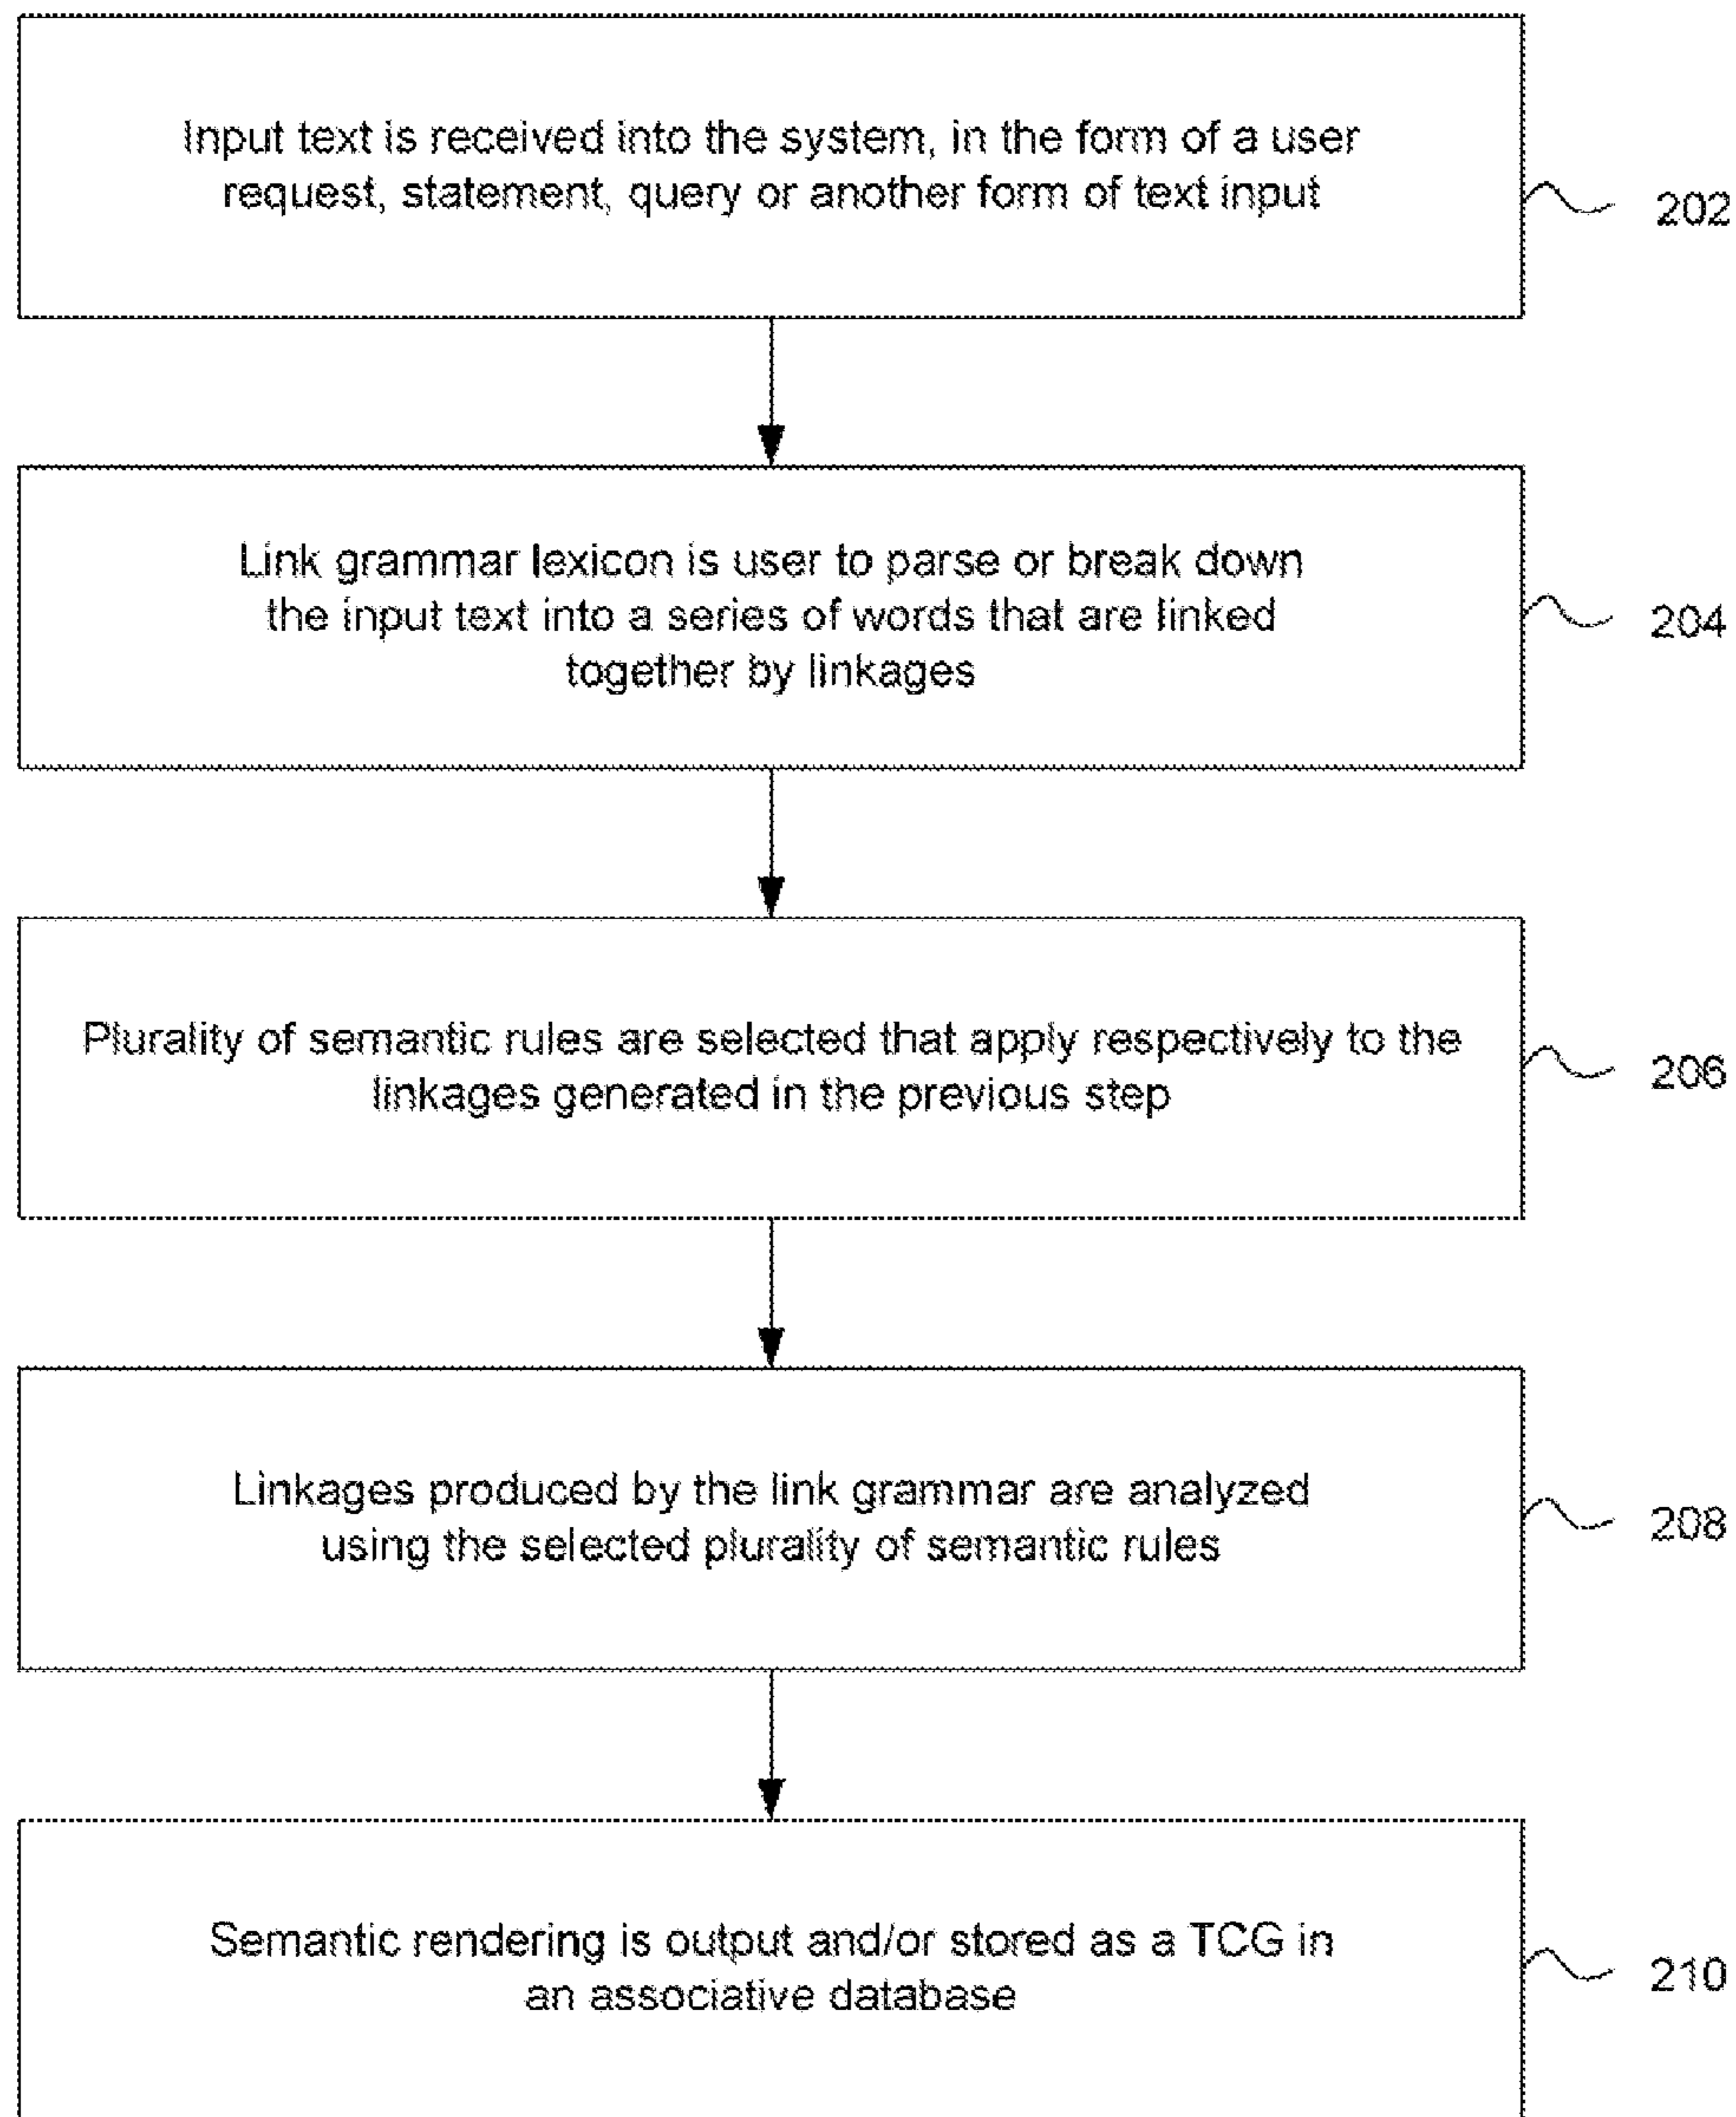 Input text is received into the system, in the form of a user
request, statement, query or another form of text input
202
Link grammar lexicon is user to parse or break down
the input text into a series of words that are linked
together by linkages
204
Plurality of semantic rules are selected that apply respectively to the
linkages generated in the previous step
206
Linkages produced by the link grammar are analyzed
using the selected plurality of semantic rules
208
Semantic rendering is output and/or stored as a TCG in
an associative database
210